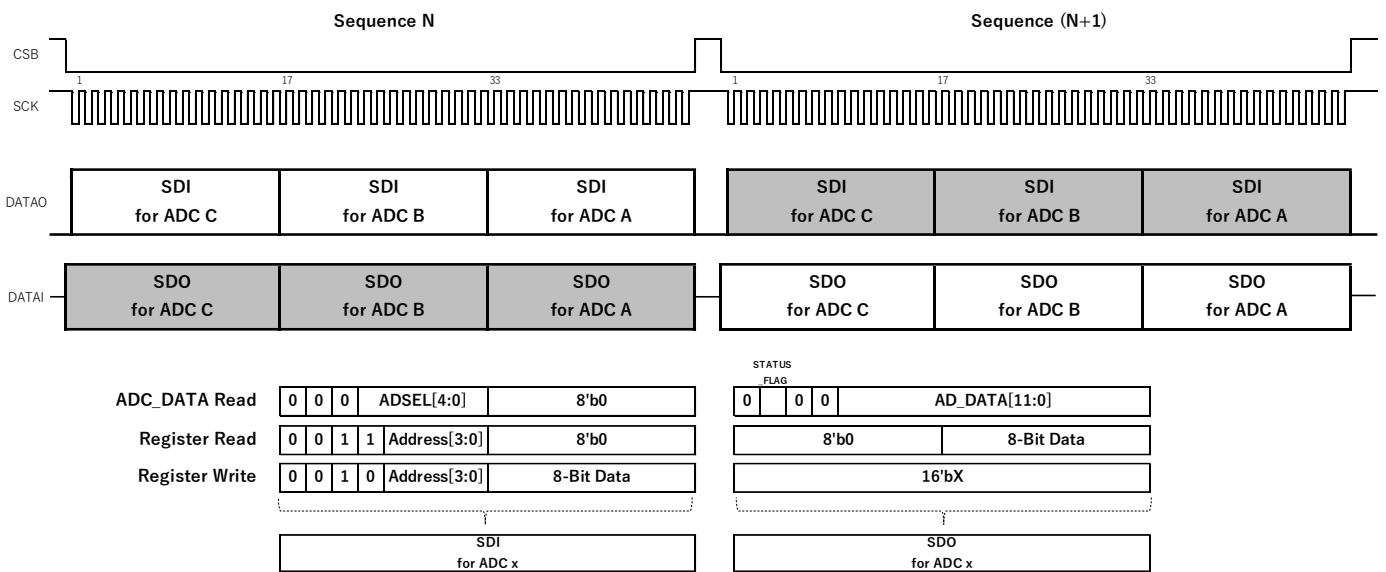 Sequence N Sequence (N+1)
CSB
1 17 33 1 17 33
SCK
SDI SDI SDI SDI SDI SDI
DATAO
for ADC C for ADC B for ADC A for ADC C for ADC B for ADC A
SDO SDO SDO SDO SDO SDO
DATAI
for ADC C for ADC B for ADC A for ADC C for ADC B for ADC A
STATUS
_FLAG
ADC_DATA Read 0 0 0 ADSEL[4:0] 8'b0 0 0 0 AD_DATA[11:0]
Register Read 0 0 1 1 Address[3:0] 8'b0 8'b0 8-Bit Data
Register Write 0 0 1 0 Address[3:0] 8-Bit Data 16'bX
SDI SDO
for ADC x for ADC x